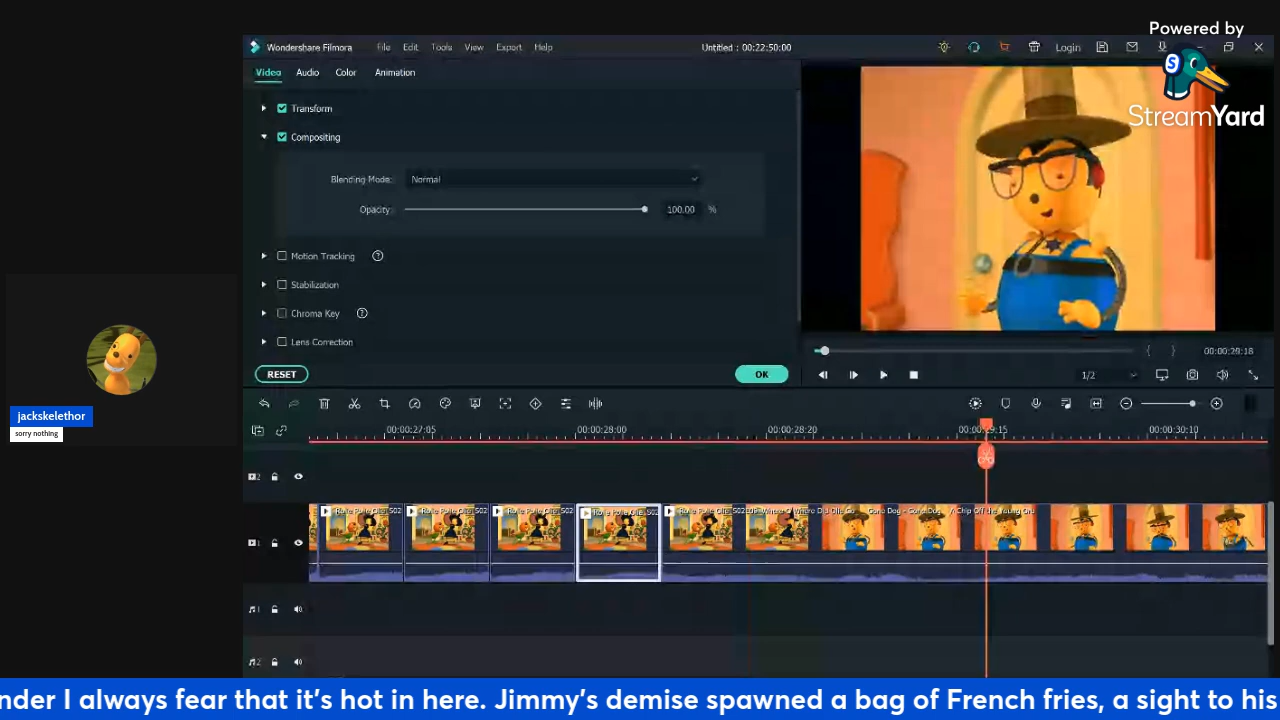 Powered by
StreamYard
Wondershare Filmora File Edit Tools View Export Help Untitled : 00:22:50:00 Login
Video Audio Color Animation
Transform
Compositing
Blending Mode: Normal
Opacity: 100.00 %
Motion Tracking
Stabilization
Chroma Key
Lens Correction
RESET OK
00:00:29:18
1/2
jackskelethor
sorry nothing
00:00:27:05 00:00:28:00 00:00:28:20 00:00:29:15 00:00:30:10
nder I always fear that it's hot in here. Jimmy's demise spawned a bag of French fries, a sight to his